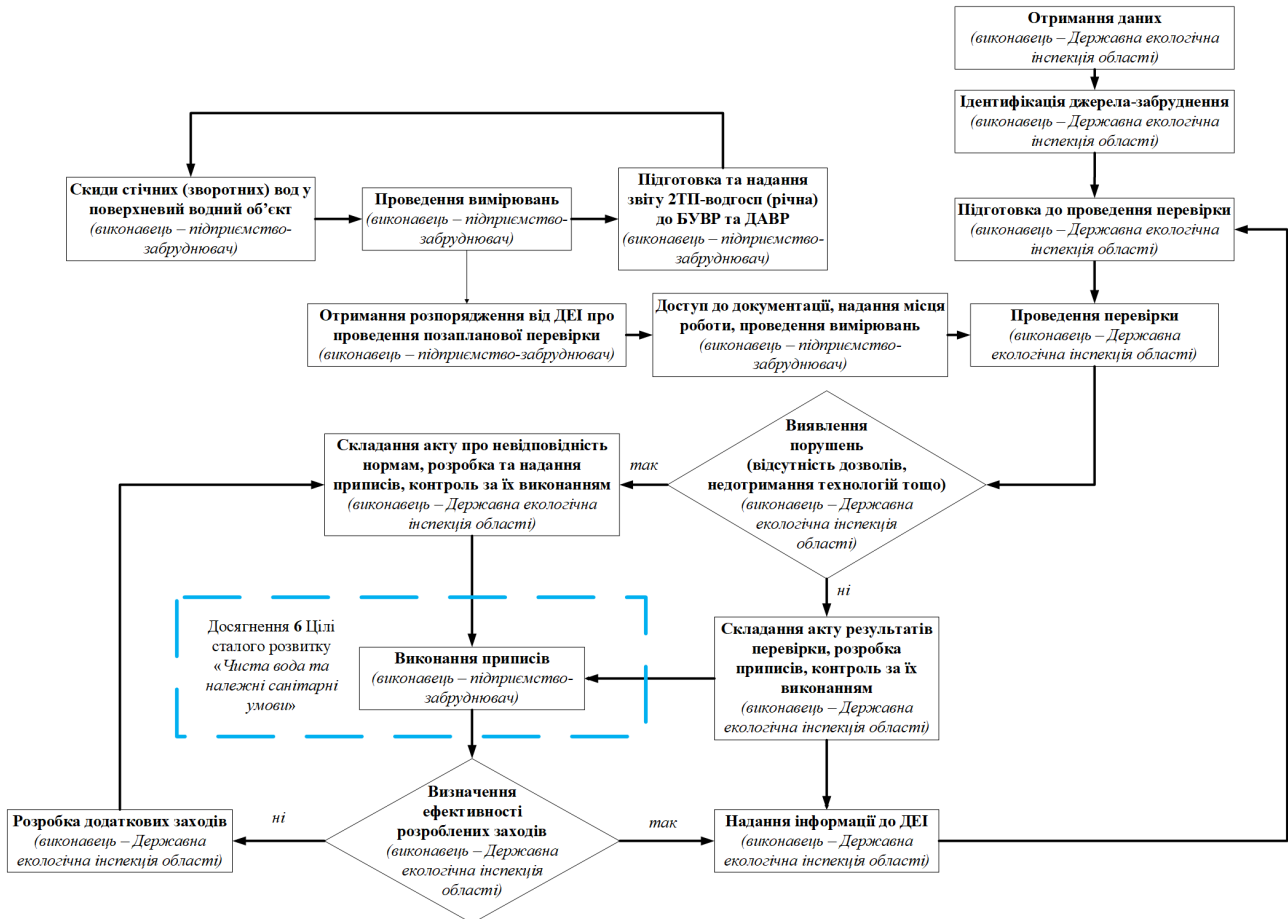 Отримання даних
(виконавець – Державна екологічна
інспекція області)
Ідентифікація джерела-забруднення
(виконавець – Державна екологічна
інспекція області)
Скиди стічних (зворотних) вод у
поверхневий водний об’єкт
(виконавець – підприємство-
забруднювач)
Проведення вимірювань
(виконавець – підприємство-
забруднювач)
Підготовка та надання
звіту 2ТП-водгосп (річна)
до БУВР та ДАВР
(виконавець – підприємство-
забруднювач)
Підготовка до проведення перевірки
(виконавець – Державна екологічна
інспекція області)
Отримання розпорядження від ДЕІ про
проведення позапланової перевірки
(виконавець – підприємство-забруднювач)
Доступ до документації, надання місця
роботи, проведення вимірювань
(виконавець – підприємство-
забруднювач)
Проведення перевірки
(виконавець – Державна
екологічна інспекція області)
Виявлення
порушень
(відсутність дозволів,
недотримання технологій тощо)
(виконавець – Державна
екологічна інспекція
області)
так
ні
Складання акту про невідповідність
нормам, розробка та надання
приписів, контроль за їх виконанням
(виконавець – Державна екологічна
інспекція області)
Досягнення 6 Цілі
сталого розвитку
«Чиста вода та
належні санітарні
умови»
Виконання приписів
(виконавець – підприємство-
забруднювач)
Складання акту результатів
перевірки, розробка
приписів, контроль за їх
виконанням
(виконавець – Державна
екологічна інспекція області)
Визначення
ефективності
розроблених заходів
(виконавець – Державна
екологічна інспекція
області)
ні
так
Розробка додаткових заходів
(виконавець – Державна
екологічна інспекція області)
Надання інформації до ДЕІ
(виконавець – Державна
екологічна інспекція області)